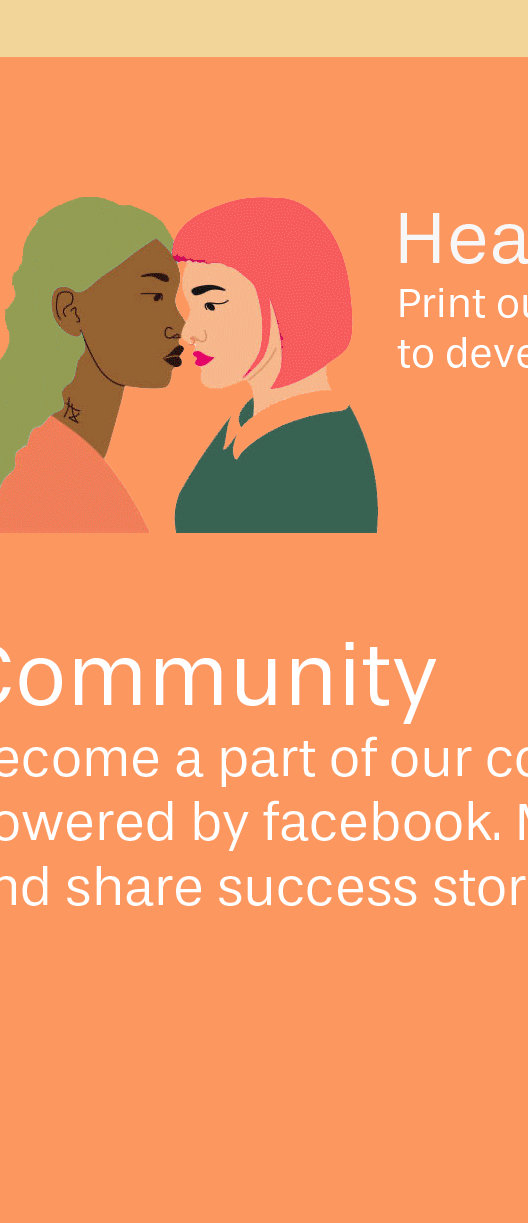 Hea
Print ou
to deve
Community
ecome a part of our co
owered by facebook. M
nd share success stor